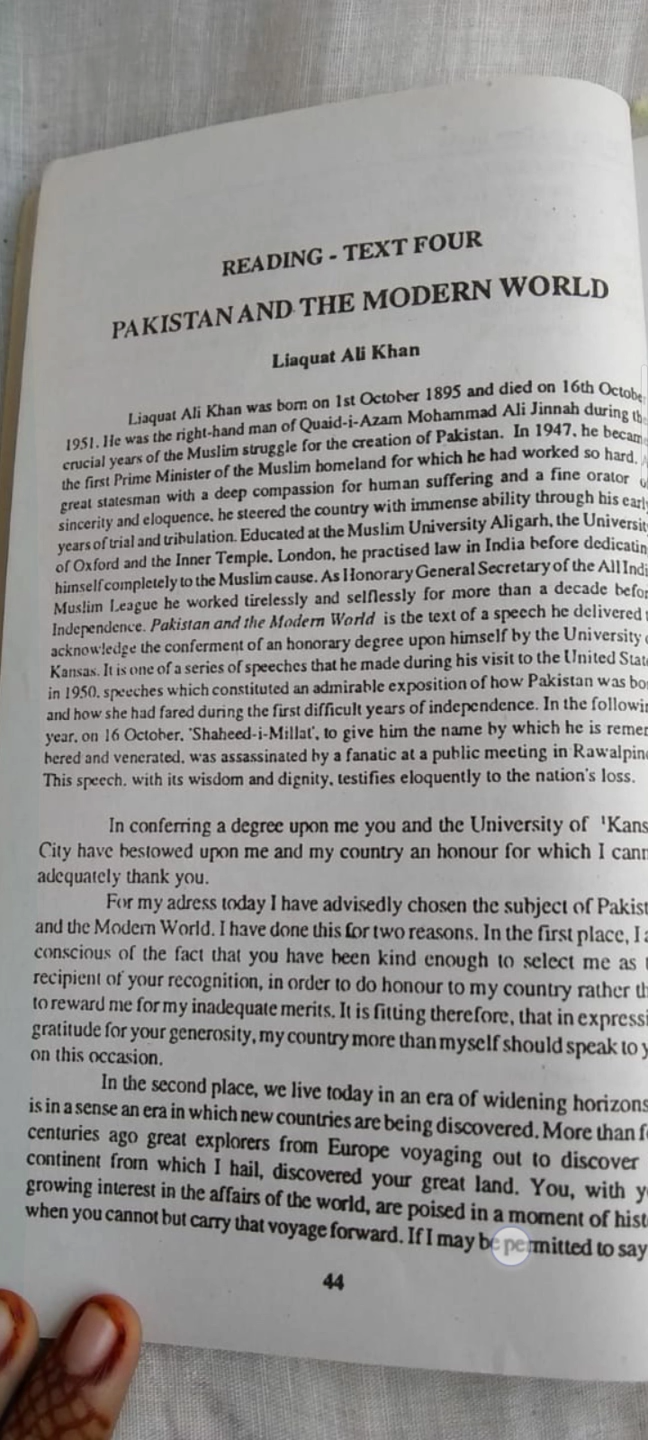 READING - TEXT FOUR
PAKISTAN AND THE MODERN WORLD
Liaquat Ali Khan
Liaquat Ali Khan was born on 1st October 1895 and died on 16th October
1951. He was the right-hand man of Quaid-i-Azam Mohammad Ali Jinnah during the
crucial years of the Muslim struggle for the creation of Pakistan. In 1947, he became
the first Prime Minister of the Muslim homeland for which he had worked so hard. A
great statesman with a deep compassion for human suffering and a fine orator
sincerity and eloquence, he steered the country with immense ability through his early
years of trial and tribulation. Educated at the Muslim University Aligarh, the University
of Oxford and the Inner Temple, London, he practised law in India before
himself completely to the Muslim cause. As Honorary General Secretary of the All
Muslim League he worked tirelessly and selflessly for more than a decade
Independence. Pakistan and the Modern World is the text of a speech he delivered
acknowledge the conferment of an honorary degree upon himself by the University
Kansas. It is one of a series of speeches that he made during his visit to the United
in 1950, speeches which constituted an admirable exposition of how Pakistan was
and how she had fared during the first difficult years of independence. In the
year, on 16 October, 'Shaheed-i-Millat', to give him the name by which he is
bered and venerated, was assassinated by a fanatic at a public meeting in
This speech, with its wisdom and dignity, testifies eloquently to the nation's loss.
In conferring a degree upon me you and the University of ¹Kans
City have bestowed upon me and my country an honour for which I
adequately thank you.
For my adress today I have advisedly chosen the subject of
and the Modern World. I have done this for two reasons. In the first place, I
conscious of the fact that you have been kind enough to select me as
recipient of your recognition, in order to do honour to my country rather
to reward me for my inadequate merits. It is fitting therefore, that in
gratitude for your generosity, my country more than myself should speak to
on this occasion.
In the second place, we live today in an era of widening horizons
is in a sense an era in which new countries are being discovered. More than
centuries ago great explorers from Europe voyaging out to discover
continent from which I hail, discovered your great land. You, with
growing interest in the affairs of the world, are poised in a moment of
when you cannot but carry that voyage forward. If I may be permitted to say
44